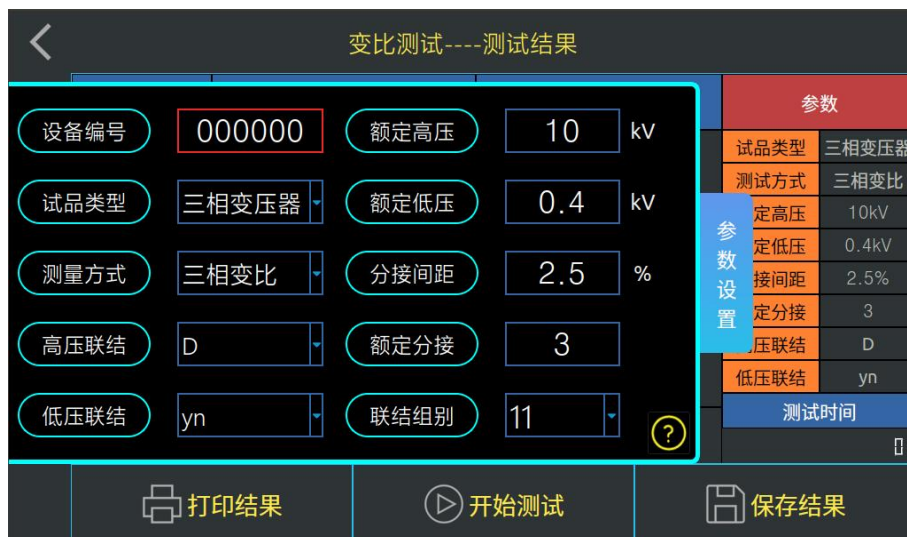 变比测试----测试结果
设备编号 000000 额定高压 10 kV
试品类型 三相变压器 额定低压 0.4 kV
测量方式 三相变比 分接间距 2.5 %
高压联结 D 额定分接 3
低压联结 yn 联结组别 11
?
参数设置
参数
试品类型 三相变压器
测试方式 三相变比
定高压 10kV
定低压 0.4kV
接间距 2.5%
定分接 3
压联结 D
低压联结 yn
测试时间
打印结果 开始测试 保存结果